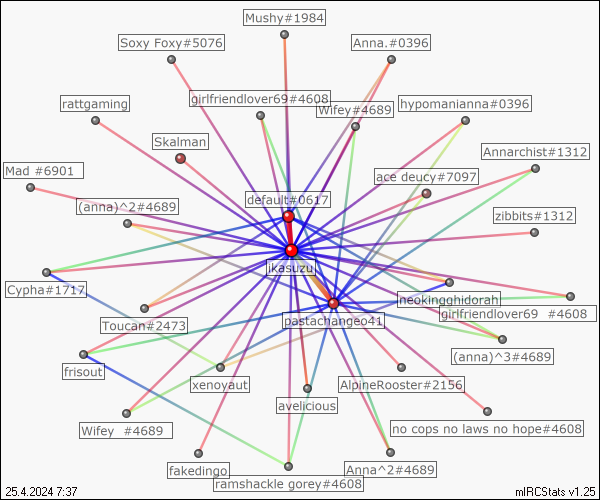 Mushy#1984
Soxy Foxy#5076
Anna.#0396
rattgaming
girlfriendlover69#4608
Wifey#4689
hypomanianna#0396
Skalman
Annarchist#1312
Mad #6901
ace deucy#7097
(anna)^2#4689
default#0617
zibbits#1312
ikasuzu
Cypha#1717
neokingghidorah
girlfriendlover69 #4608
Toucan#2473
pastachangeo41
(anna)^3#4689
frisout
xenoyaut
AlpineRooster#2156
avelicious
Wifey #4689
no cops no laws no hope#4608
fakedingo
Anna^2#4689
ramshackle gorey#4608
25.4.2024 7:37
mIRCStats v1.25